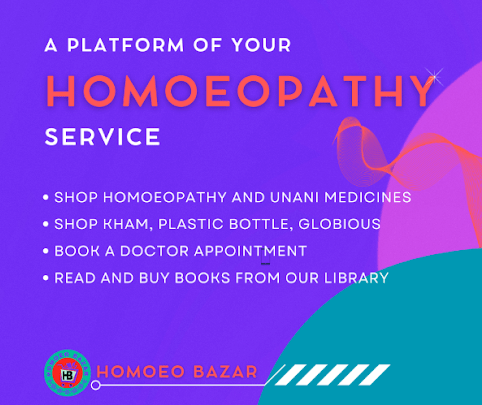 A PLATFORM OF YOUR
HOMOEOPATHY
SERVICE
• SHOP HOMOEOPATHY AND UNANI MEDICINES
• SHOP KHAM, PLASTIC BOTTLE, GLOBIOUS
• BOOK A DOCTOR APPOINTMENT
• READ AND BUY BOOKS FROM OUR LIBRARY
HB
HOMOEO BAZAR